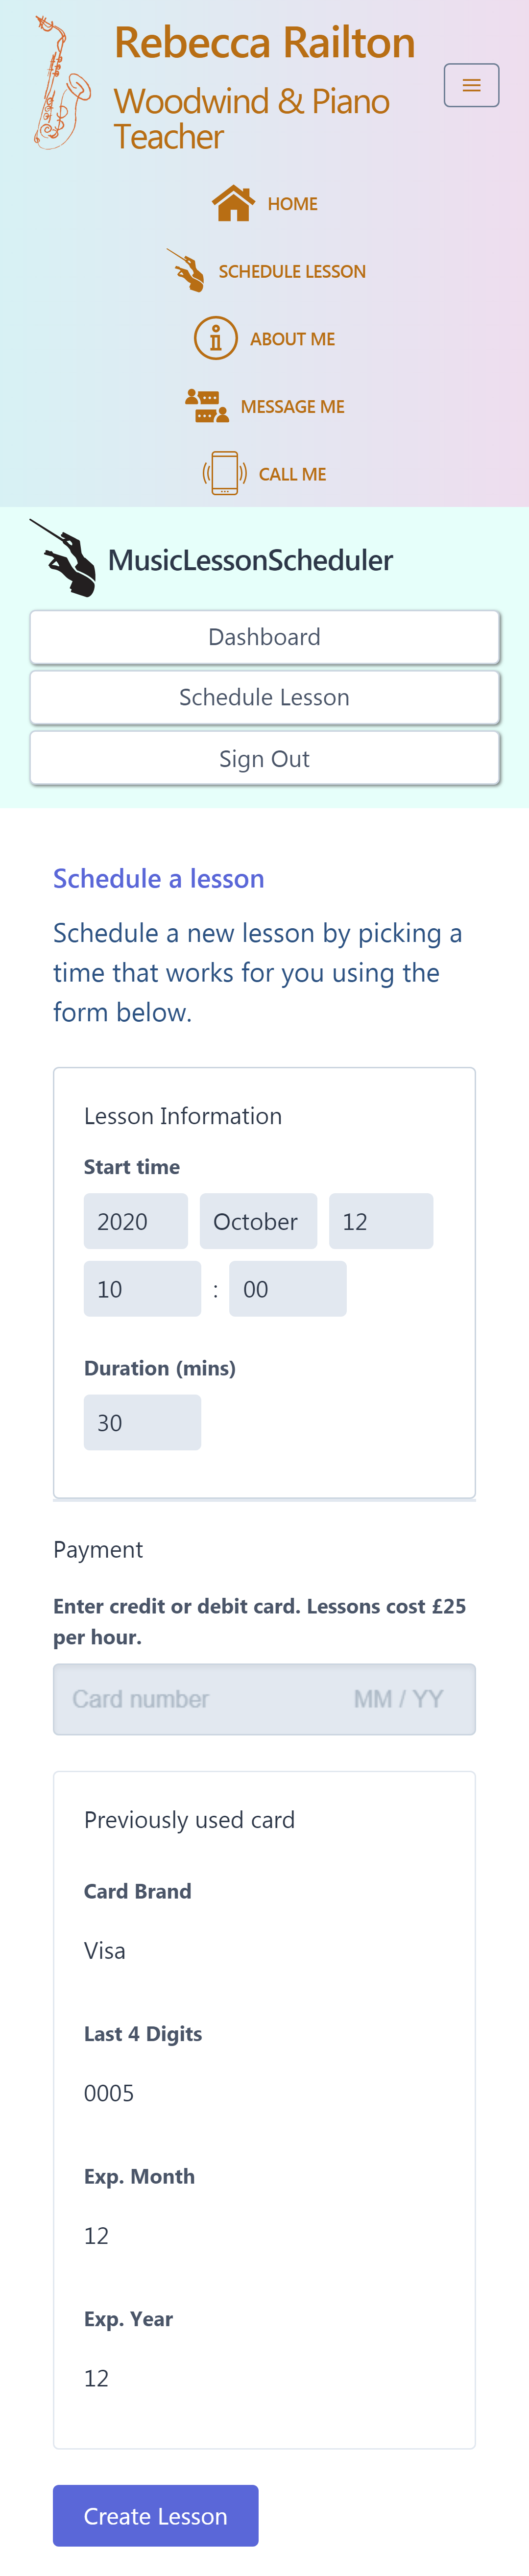 Rebecca Railton
Woodwind & Piano
Teacher
HOME
SCHEDULE LESSON
ABOUT ME
MESSAGE ME
CALL ME
MusicLessonScheduler
Dashboard
Schedule Lesson
Sign Out
Schedule a lesson
Schedule a new lesson by picking a
time that works for you using the
form below.
Lesson Information
Start time
2020 October 12
10 : 00
Duration (mins)
30
Payment
Enter credit or debit card. Lessons cost £25
per hour.
Card number MM / YY
Previously used card
Card Brand
Visa
Last 4 Digits
0005
Exp. Month
12
Exp. Year
12
Create Lesson